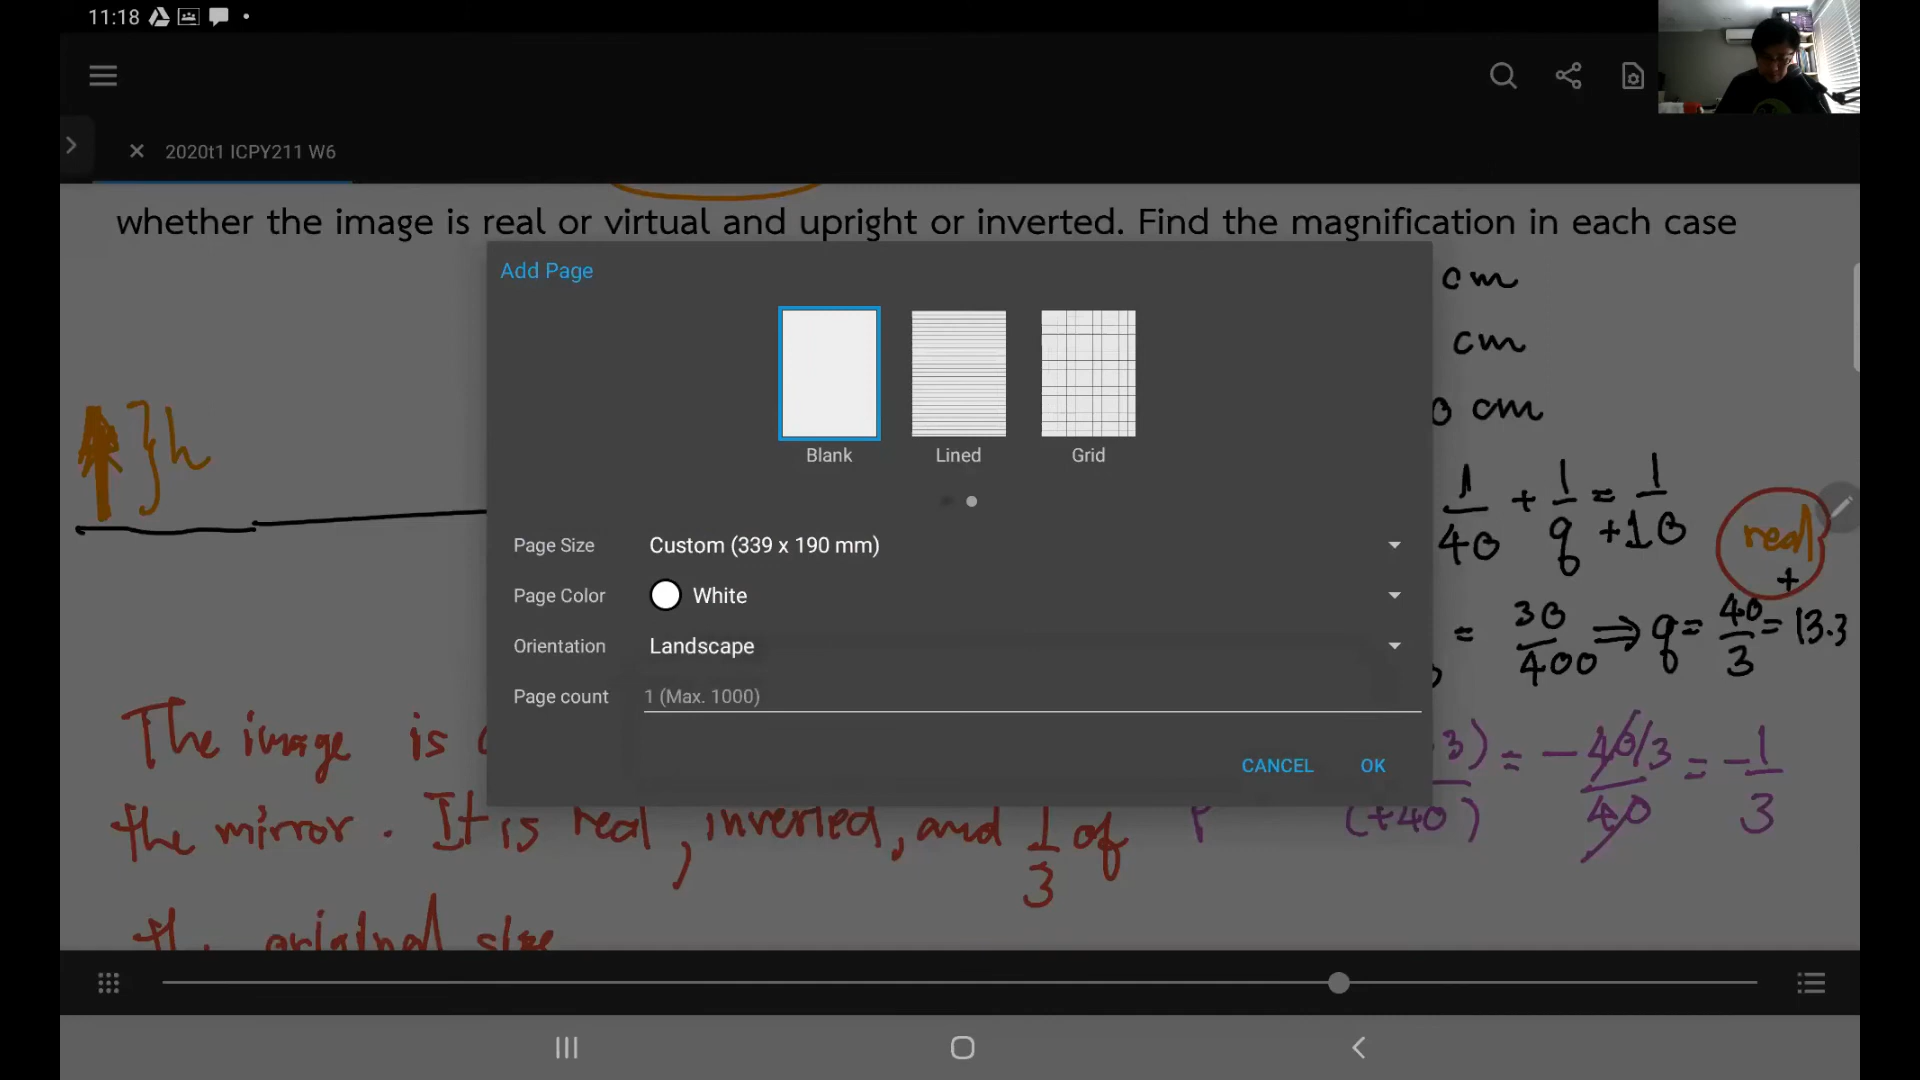 11:18
2020t1 ICPY211 W6
whether the image is real or virtual and upright or inverted. Find the magnification in each case
Add Page
Blank
Lined
Grid
Page Size
Custom (339 x 190 mm)
Page Color
White
Orientation
Landscape
Page count
1 (Max. 1000)
CANCEL
OK
cm
cm
0 cm
} h
1/40 + 1/q = 1/+10
real
+
= 30/400 ⇒ q = 40/3 = 13.3
The image is
the mirror. It is real, inverted, and 1/3 of
the original size
3) / (+40) = - 40/3 / 40 = -1/3